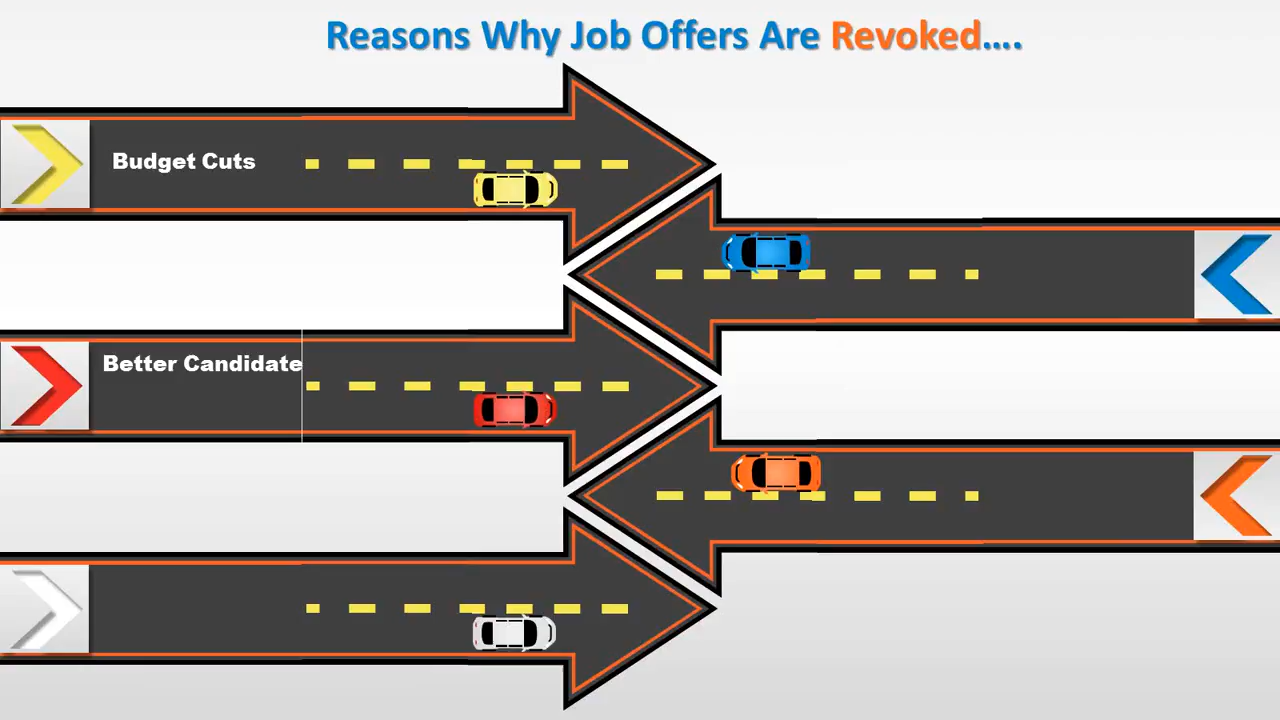 Reasons Why Job Offers Are Revoked....
Budget Cuts
Better Candidate